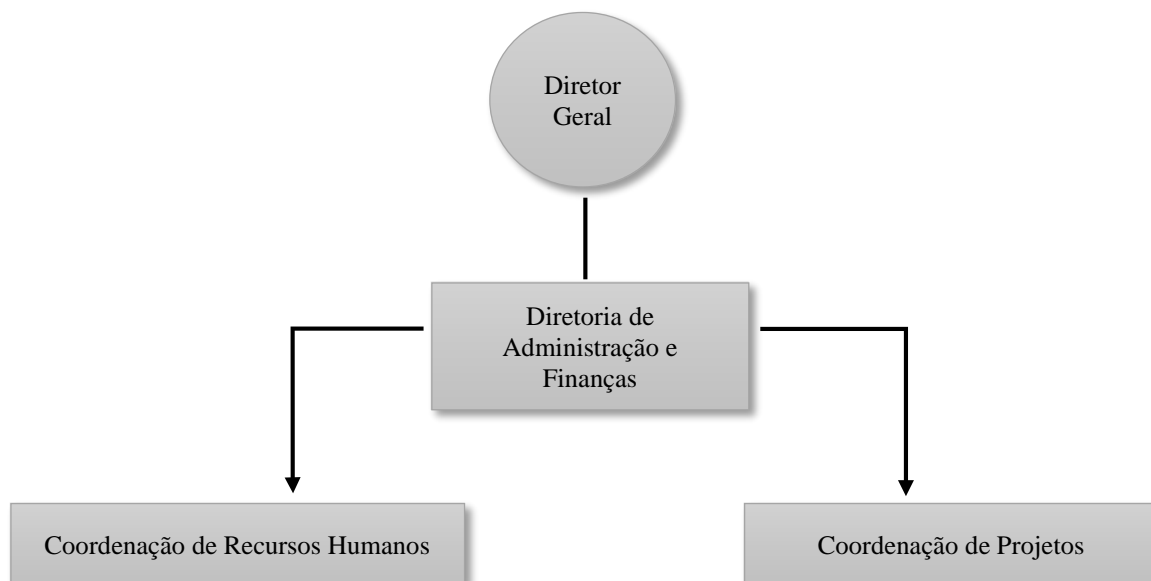 Diretor
Geral
Diretoria de
Administração e
Finanças
Coordenação de Recursos Humanos
Coordenação de Projetos